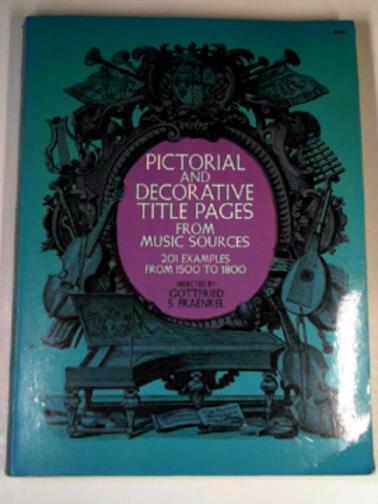 PICTORIAL
AND
DECORATIVE
TITLE PAGES
FROM
MUSIC SOURCES
201 EXAMPLES
FROM 1500 TO 1800
SELECTED BY
GOTTFRIED
S. FRAENKEL